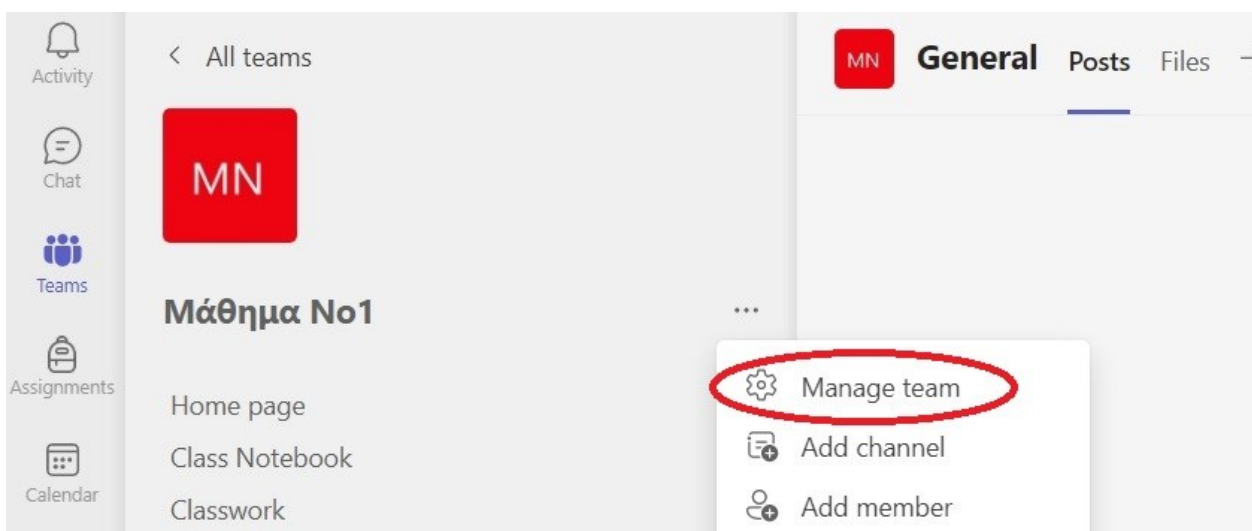 Activity
Chat
Teams
Assignments
Calendar
All teams
MN
Μάθημα Νο1
Home page
Class Notebook
Classwork
MN General Posts Files
Manage team
Add channel
Add member